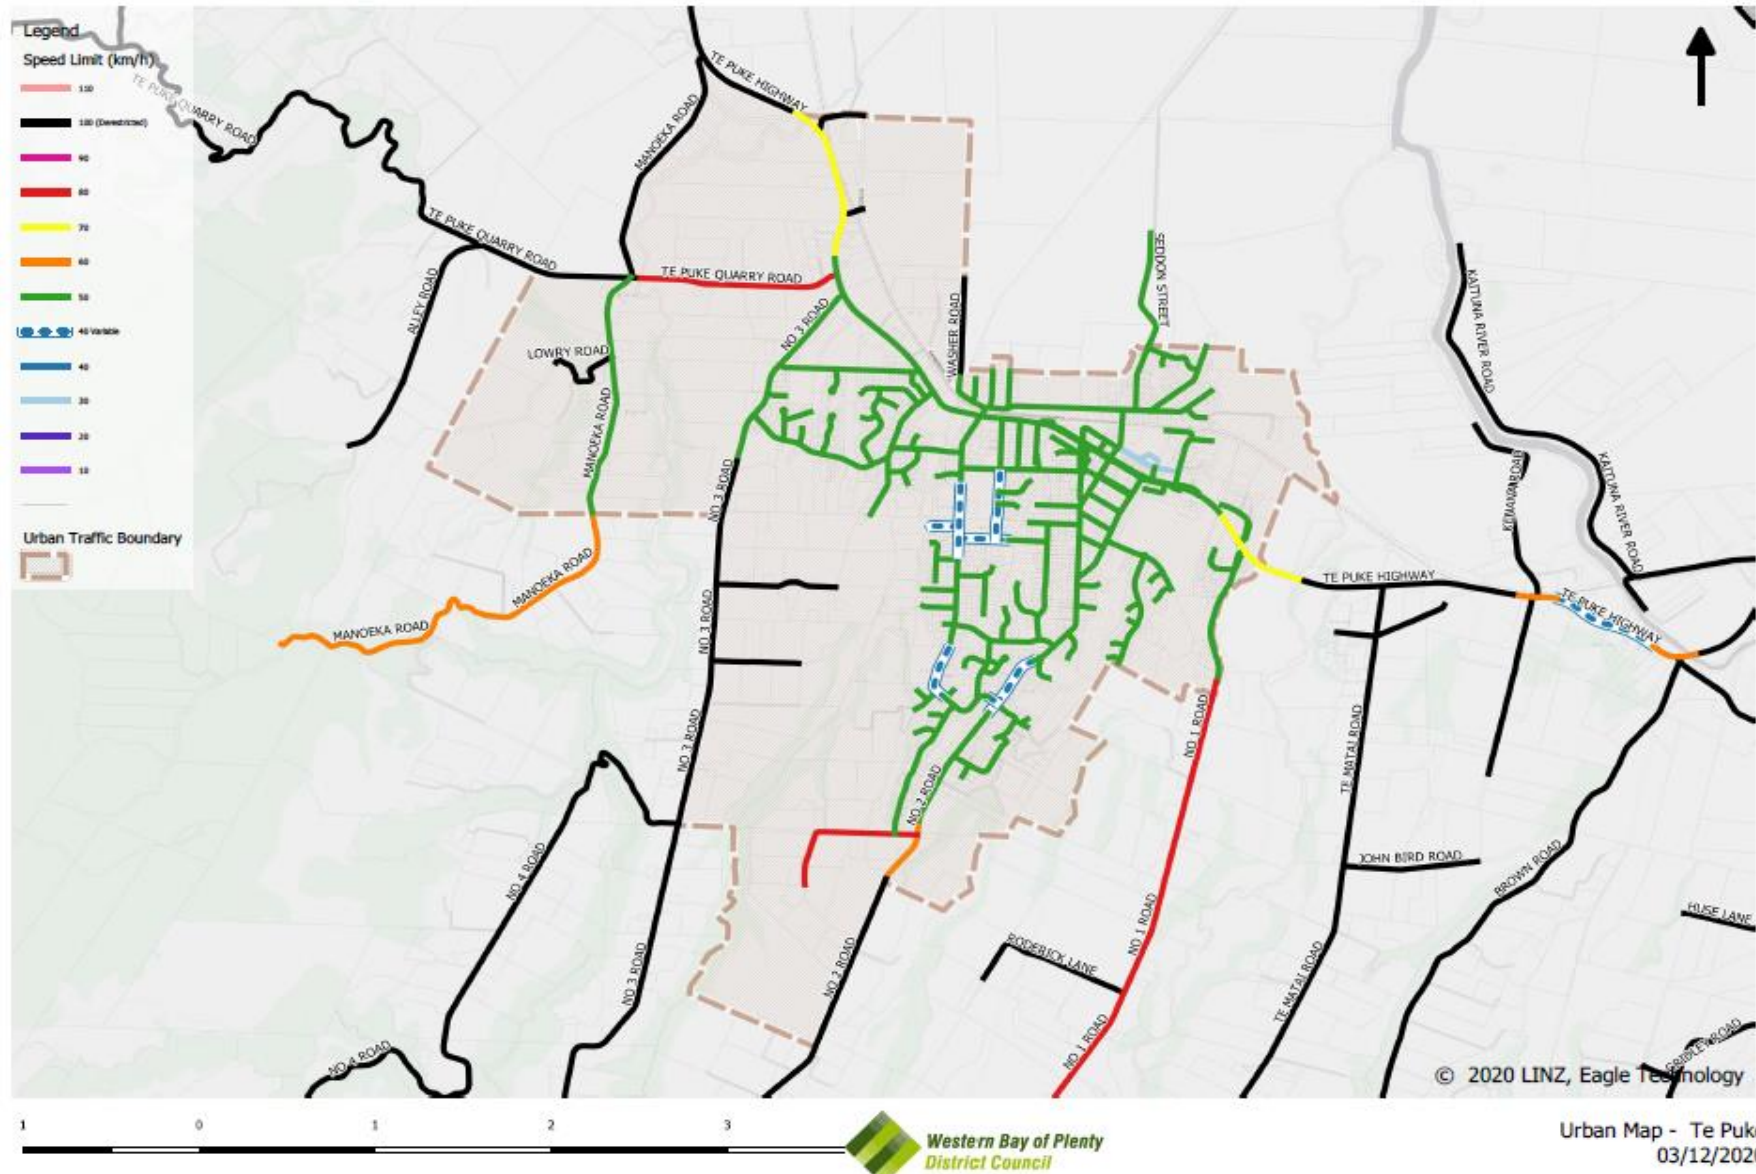 Legend
Speed Limit (km/h)
110
100 (Derestricted)
90
80
70
60
50
40 Variable
40
30
20
10
Urban Traffic Boundary
TE PUKE QUARRY ROAD
TE PUKE HIGHWAY
MANOEKA ROAD
TE PUKE QUARRY ROAD
TE PUKE QUARRY ROAD
ALLEY ROAD
NO 3 ROAD
LOWRY ROAD
WASHER ROAD
SEDDON STREET
KAITUNA RIVER ROAD
MANOEKA ROAD
NO 3 ROAD
KAITUNA RIVER ROAD
MANOEKA ROAD
MANOEKA ROAD
NO 3 ROAD
TE PUKE HIGHWAY
TE PUKE HIGHWAY
NO 3 ROAD
NO 1 ROAD
TE MATAI ROAD
NO 2 ROAD
NO 4 ROAD
JOHN BIRD ROAD
BROWN ROAD
HUSE LANE
NO 3 ROAD
NO 2 ROAD
RODERICK LANE
NO 1 ROAD
TE MATAI ROAD
NO 4 ROAD
NO 1 ROAD
GRIDLEY ROAD
© 2020 LINZ, Eagle Technology
1 0 1 2 3
Western Bay of Plenty
District Council
Urban Map - Te Puke
03/12/2020